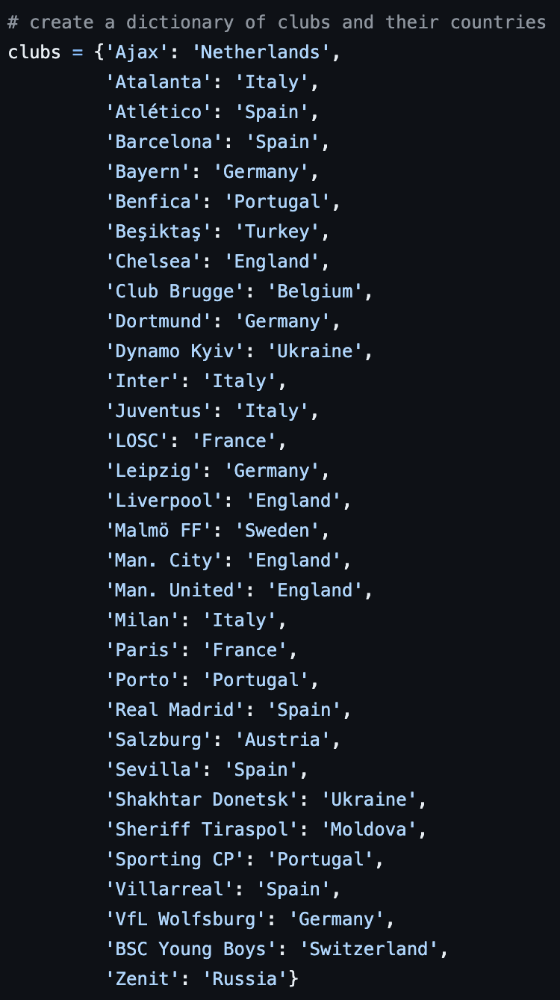 # create a dictionary of clubs and their countries
clubs = {'Ajax': 'Netherlands',
'Atalanta': 'Italy',
'Atlético': 'Spain',
'Barcelona': 'Spain',
'Bayern': 'Germany',
'Benfica': 'Portugal',
'Beşiktaş': 'Turkey',
'Chelsea': 'England',
'Club Brugge': 'Belgium',
'Dortmund': 'Germany',
'Dynamo Kyiv': 'Ukraine',
'Inter': 'Italy',
'Juventus': 'Italy',
'LOSC': 'France',
'Leipzig': 'Germany',
'Liverpool': 'England',
'Malmö FF': 'Sweden',
'Man. City': 'England',
'Man. United': 'England',
'Milan': 'Italy',
'Paris': 'France',
'Porto': 'Portugal',
'Real Madrid': 'Spain',
'Salzburg': 'Austria',
'Sevilla': 'Spain',
'Shakhtar Donetsk': 'Ukraine',
'Sheriff Tiraspol': 'Moldova',
'Sporting CP': 'Portugal',
'Villarreal': 'Spain',
'VfL Wolfsburg': 'Germany',
'BSC Young Boys': 'Switzerland',
'Zenit': 'Russia'}